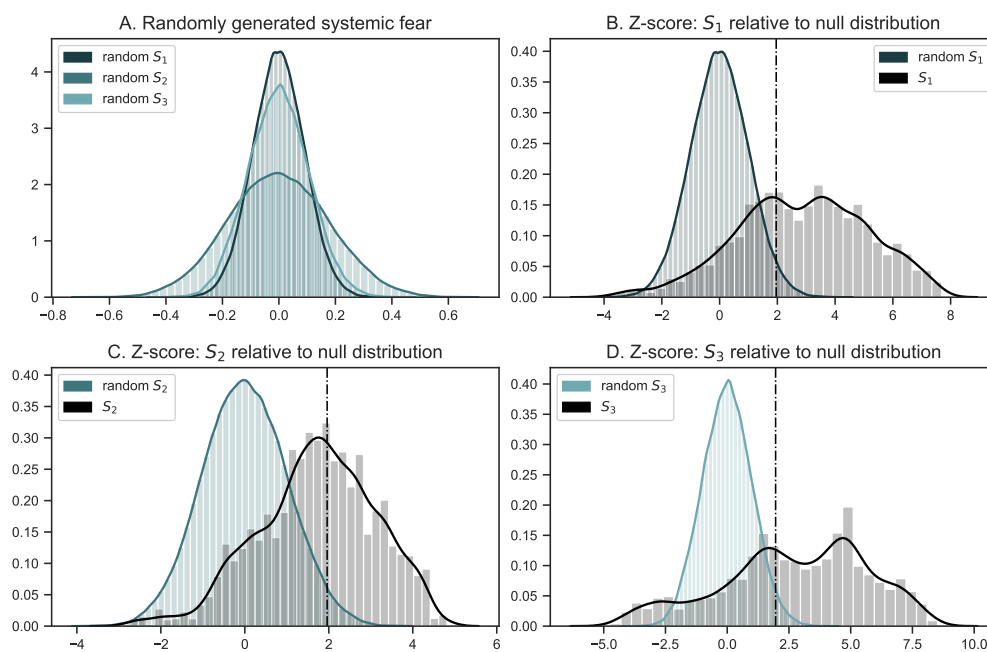 A. Randomly generated systemic fear
random S₁
random S₂
random S₃
4
3
2
1
0
−0.8 −0.6 −0.4 −0.2 0.0 0.2 0.4 0.6
B. Z-score: S₁ relative to null distribution
random S₁
S₁
0.40
0.35
0.30
0.25
0.20
0.15
0.10
0.05
0.00
−4 −2 0 2 4 6 8
C. Z-score: S₂ relative to null distribution
random S₂
S₂
0.40
0.35
0.30
0.25
0.20
0.15
0.10
0.05
0.00
−4 −2 0 2 4 6
D. Z-score: S₃ relative to null distribution
random S₃
S₃
0.40
0.35
0.30
0.25
0.20
0.15
0.10
0.05
0.00
−5.0 −2.5 0.0 2.5 5.0 7.5 10.0